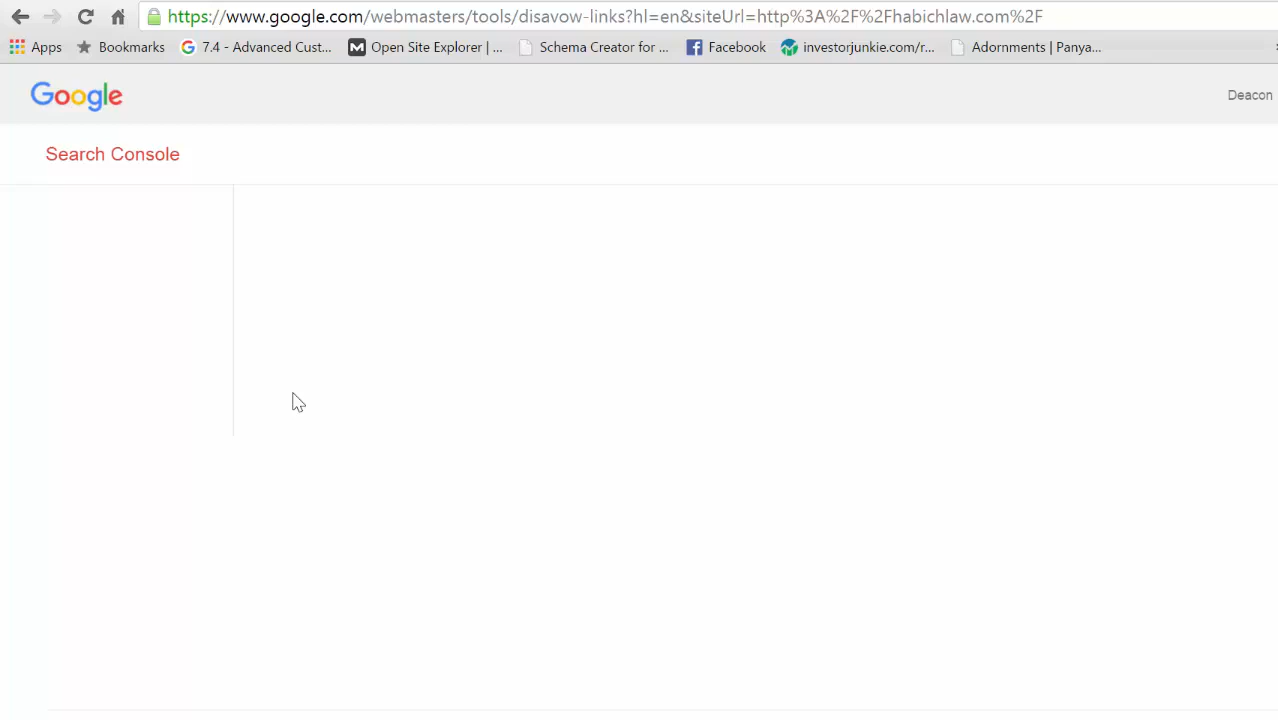 https://www.google.com/webmasters/tools/disavow-links?hl=en&siteUrl=http%3A%2F%2Fhabichlaw.com%2F
Apps Bookmarks 7.4 - Advanced Cust... Open Site Explorer | ... Schema Creator for ... Facebook investorjunkie.com/r... Adornments | Panya...
Google Deacon
Search Console